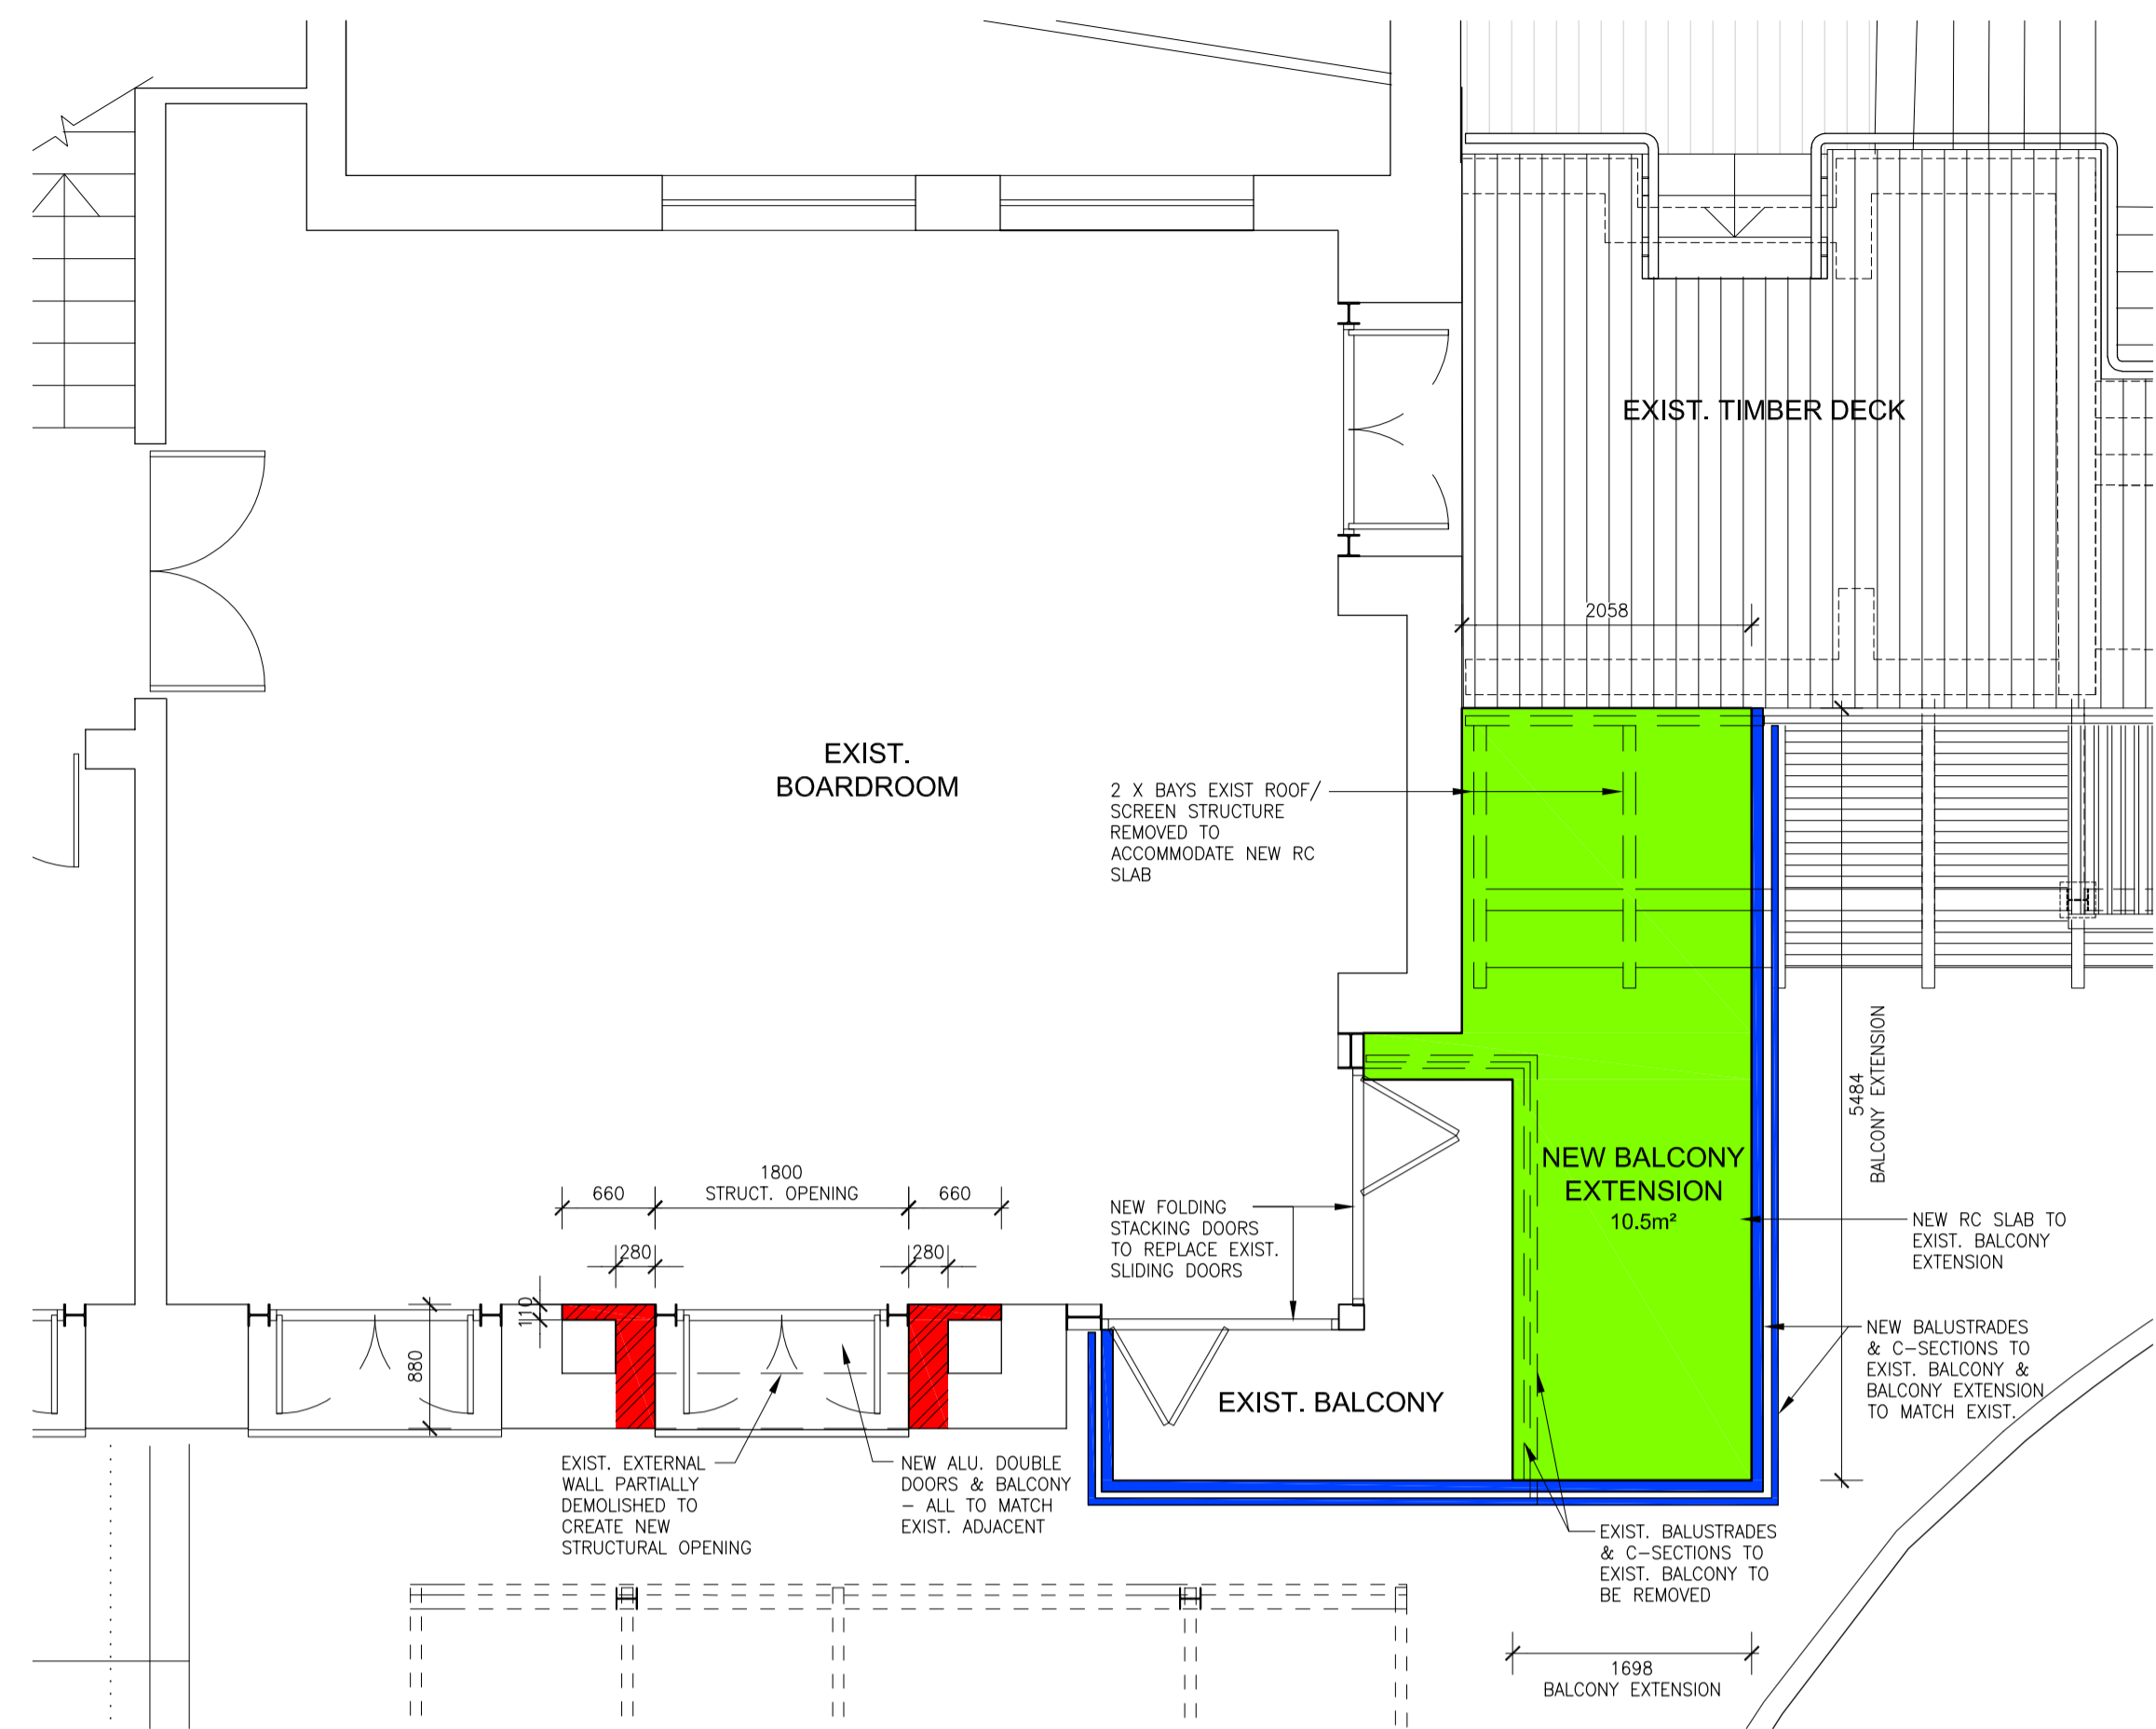 EXIST. TIMBER DECK
2058
EXIST.
BOARDROOM
2 X BAYS EXIST ROOF/
SCREEN STRUCTURE
REMOVED TO
ACCOMMODATE NEW RC
SLAB
5484
BALCONY EXTENSION
NEW BALCONY
EXTENSION
10.5m²
660
1800
STRUCT. OPENING
660
280
280
110
880
NEW FOLDING
STACKING DOORS
TO REPLACE EXIST.
SLIDING DOORS
NEW RC SLAB TO
EXIST. BALCONY
EXTENSION
NEW BALUSTRADES
& C-SECTIONS TO
EXIST. BALCONY &
BALCONY EXTENSION
TO MATCH EXIST.
EXIST. BALCONY
EXIST. EXTERNAL
WALL PARTIALLY
DEMOLISHED TO
CREATE NEW
STRUCTURAL OPENING
NEW ALU. DOUBLE
DOORS & BALCONY
- ALL TO MATCH
EXIST. ADJACENT
EXIST. BALUSTRADES
& C-SECTIONS TO
EXIST. BALCONY TO
BE REMOVED
1698
BALCONY EXTENSION